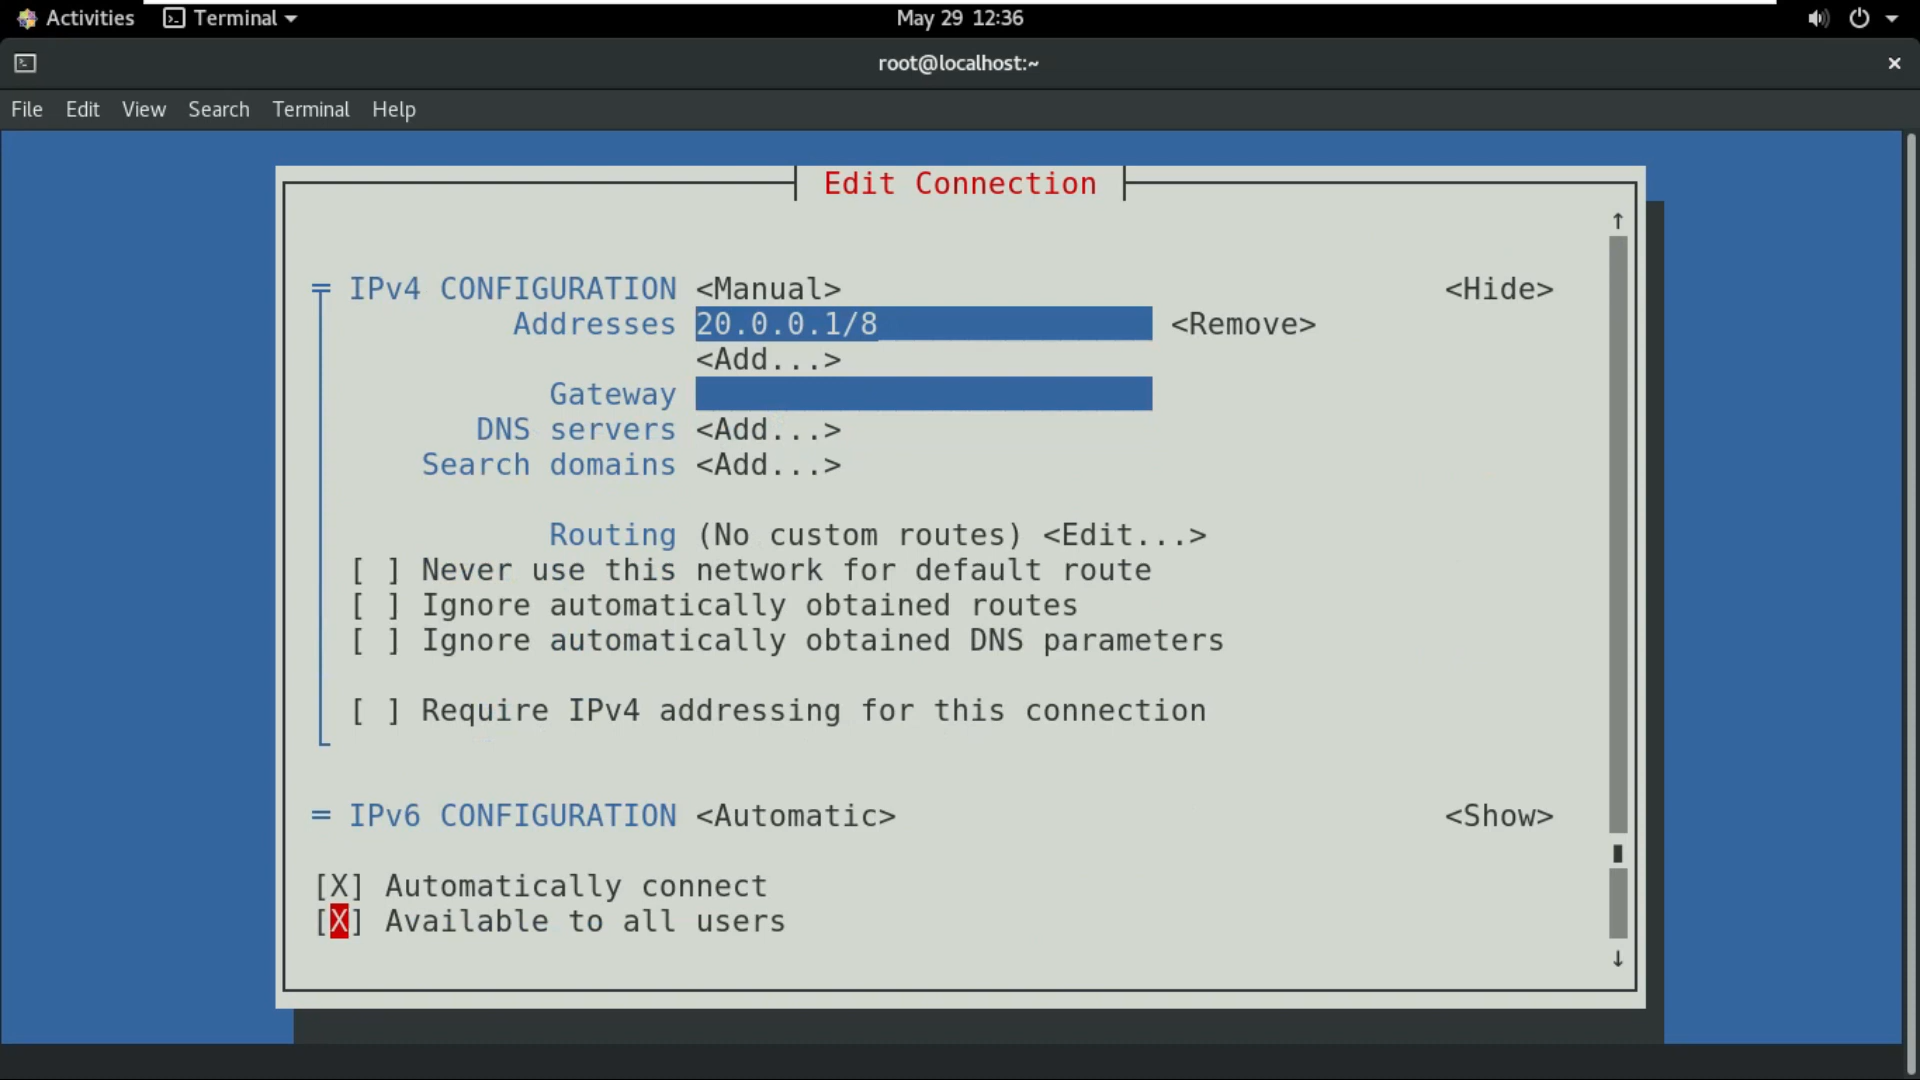 Activities Terminal May 29 12:36
root@localhost:~
File Edit View Search Terminal Help
Edit Connection
↑
= IPv4 CONFIGURATION <Manual> <Hide>
Addresses 20.0.0.1/8 <Remove>
<Add...>
Gateway
DNS servers <Add...>
Search domains <Add...>
Routing (No custom routes) <Edit...>
[ ] Never use this network for default route
[ ] Ignore automatically obtained routes
[ ] Ignore automatically obtained DNS parameters
[ ] Require IPv4 addressing for this connection
= IPv6 CONFIGURATION <Automatic> <Show>
[X] Automatically connect
[X] Available to all users
↓